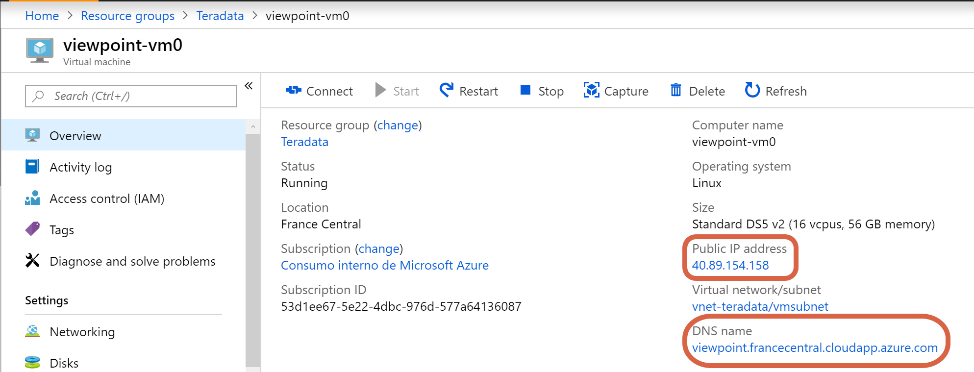 Home > Resource groups > Teradata > viewpoint-vm0
viewpoint-vm0
Virtual machine
Search (Ctrl+/)
«
Overview
Activity log
Access control (IAM)
Tags
Diagnose and solve problems
Settings
Networking
Disks
Connect Start Restart Stop Capture Delete Refresh
Resource group (change)
Teradata
Status
Running
Location
France Central
Subscription (change)
Consumo interno de Microsoft Azure
Subscription ID
53d1ee67-5e22-4dbc-976d-577a64136087
Computer name
viewpoint-vm0
Operating system
Linux
Size
Standard DS5 v2 (16 vcpus, 56 GB memory)
Public IP address
40.89.154.158
Virtual network/subnet
vnet-teradata/vmsubnet
DNS name
viewpoint.francecentral.cloudapp.azure.com